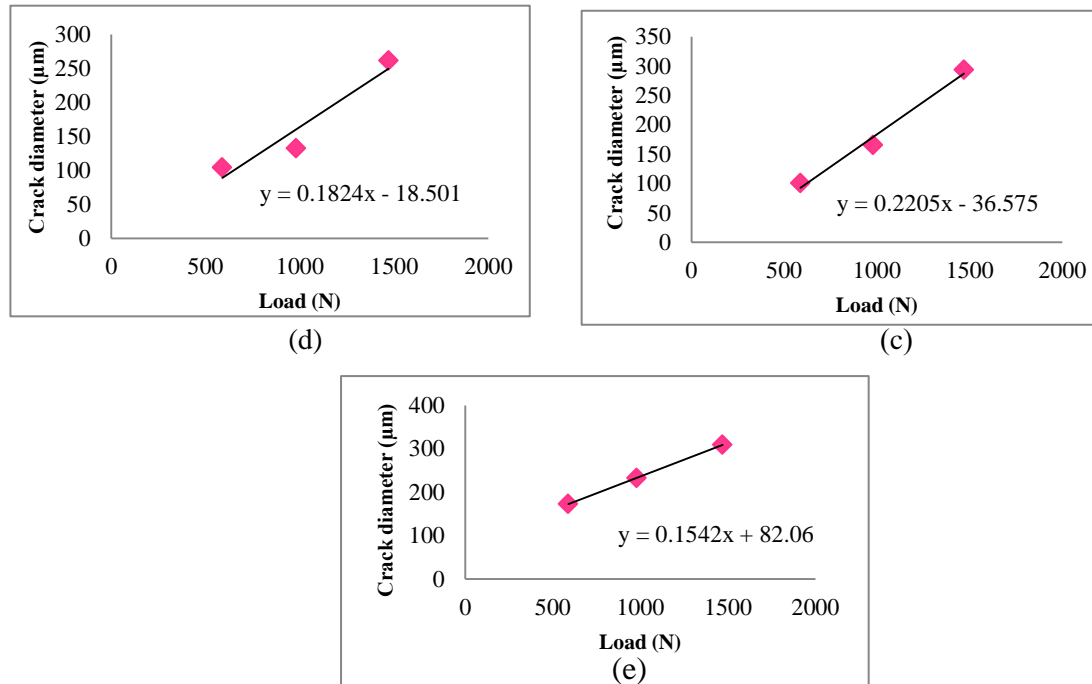 Crack diameter (µm)
300
250
200
150
100
50
0
y = 0.1824x - 18.501
0 500 1000 1500 2000
Load (N)
(d)
Crack diameter (µm)
350
300
250
200
150
100
50
0
y = 0.2205x - 36.575
0 500 1000 1500 2000
Load (N)
(c)
Crack diameter (µm)
400
300
200
100
0
y = 0.1542x + 82.06
0 500 1000 1500 2000
Load (N)
(e)